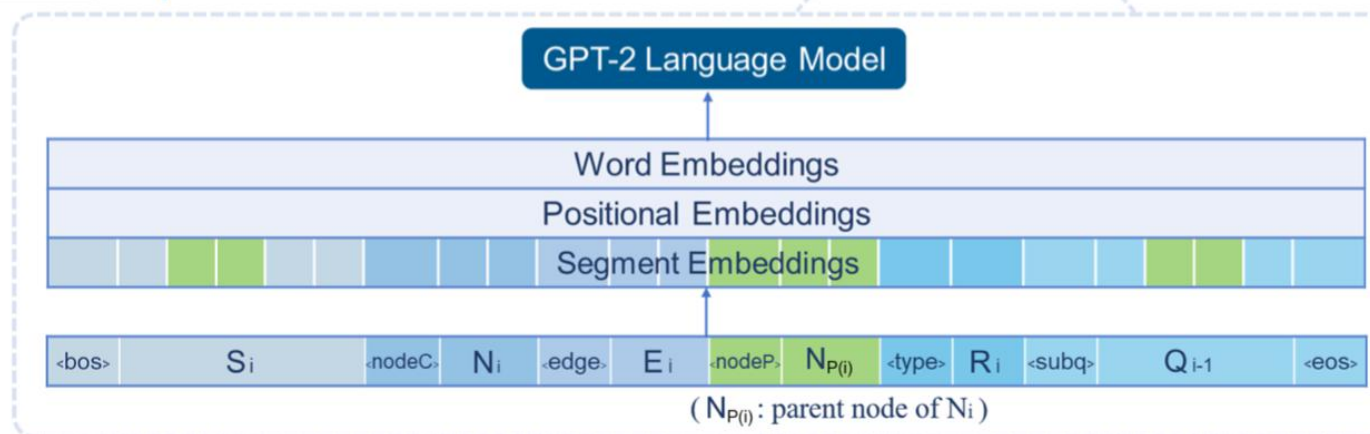 GPT-2 Language Model
Word Embeddings
Positional Embeddings
Segment Embeddings
<bos> Si <nodeC> Ni <edge> Ei <nodeP> NP(i) <type> Ri <subq> Qi-1 <eos>
( NP(i) : parent node of Ni )